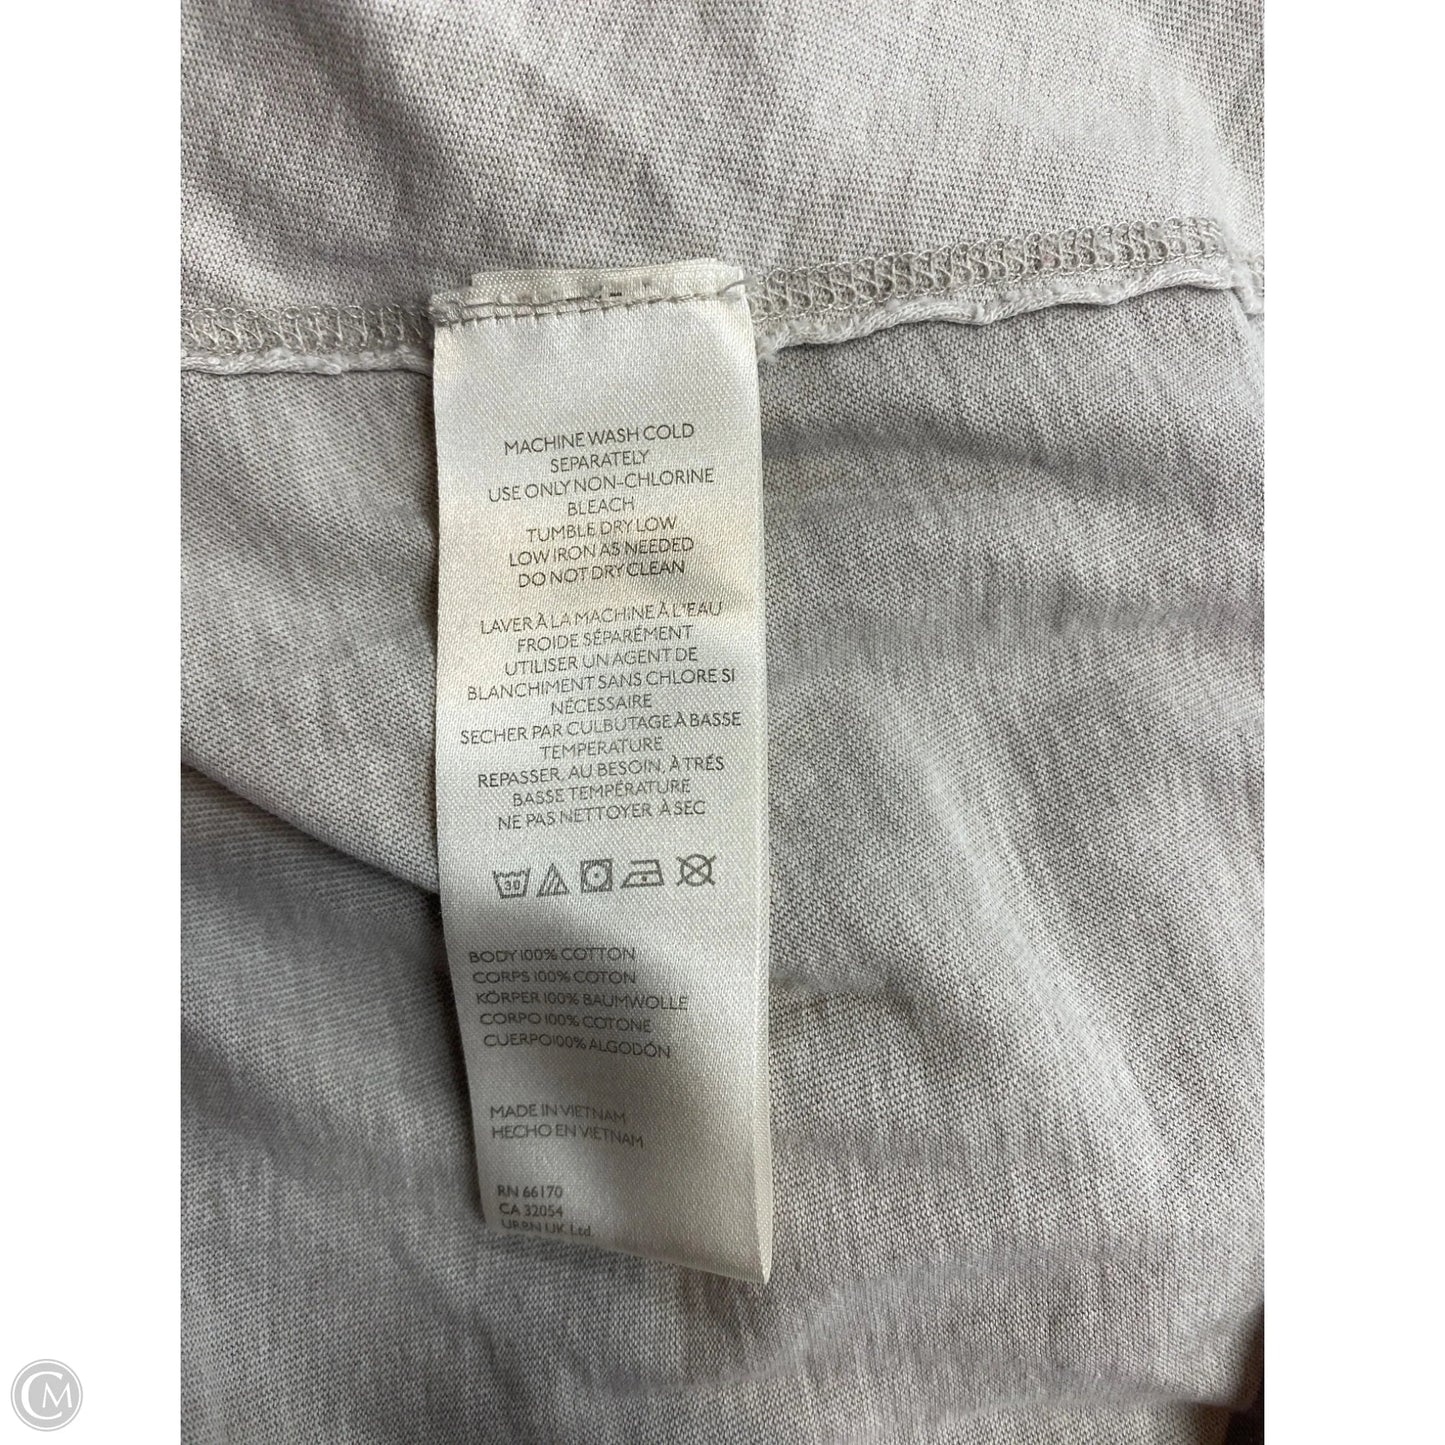 MACHINE WASH COLD
SEPARATELY
USE ONLY NON-CHLORINE
BLEACH
TUMBLE DRY LOW
LOW IRON AS NEEDED
DO NOT DRY CLEAN
LAVER À LA MACHINE À L'EAU
FROIDE SÉPARÉMENT
UTILISER UN AGENT DE
BLANCHIMENT SANS CHLORE SI
NÉCESSAIRE
SECHER PAR CULBUTAGE À BASSE
TEMPERATURE
REPASSER, AU BESOIN, À TRÉS
BASSE TEMPÉRATURE
NE PAS NETTOYER À SEC
30
BODY 100% COTTON
CORPS 100% COTON
KÖRPER 100% BAUMWOLLE
CORPO 100% COTONE
CUERPO100% ALGODÓN
MADE IN VIETNAM
HECHO EN VIETNAM
RN 66170
CA 32054
URBN UK Ltd.
CM